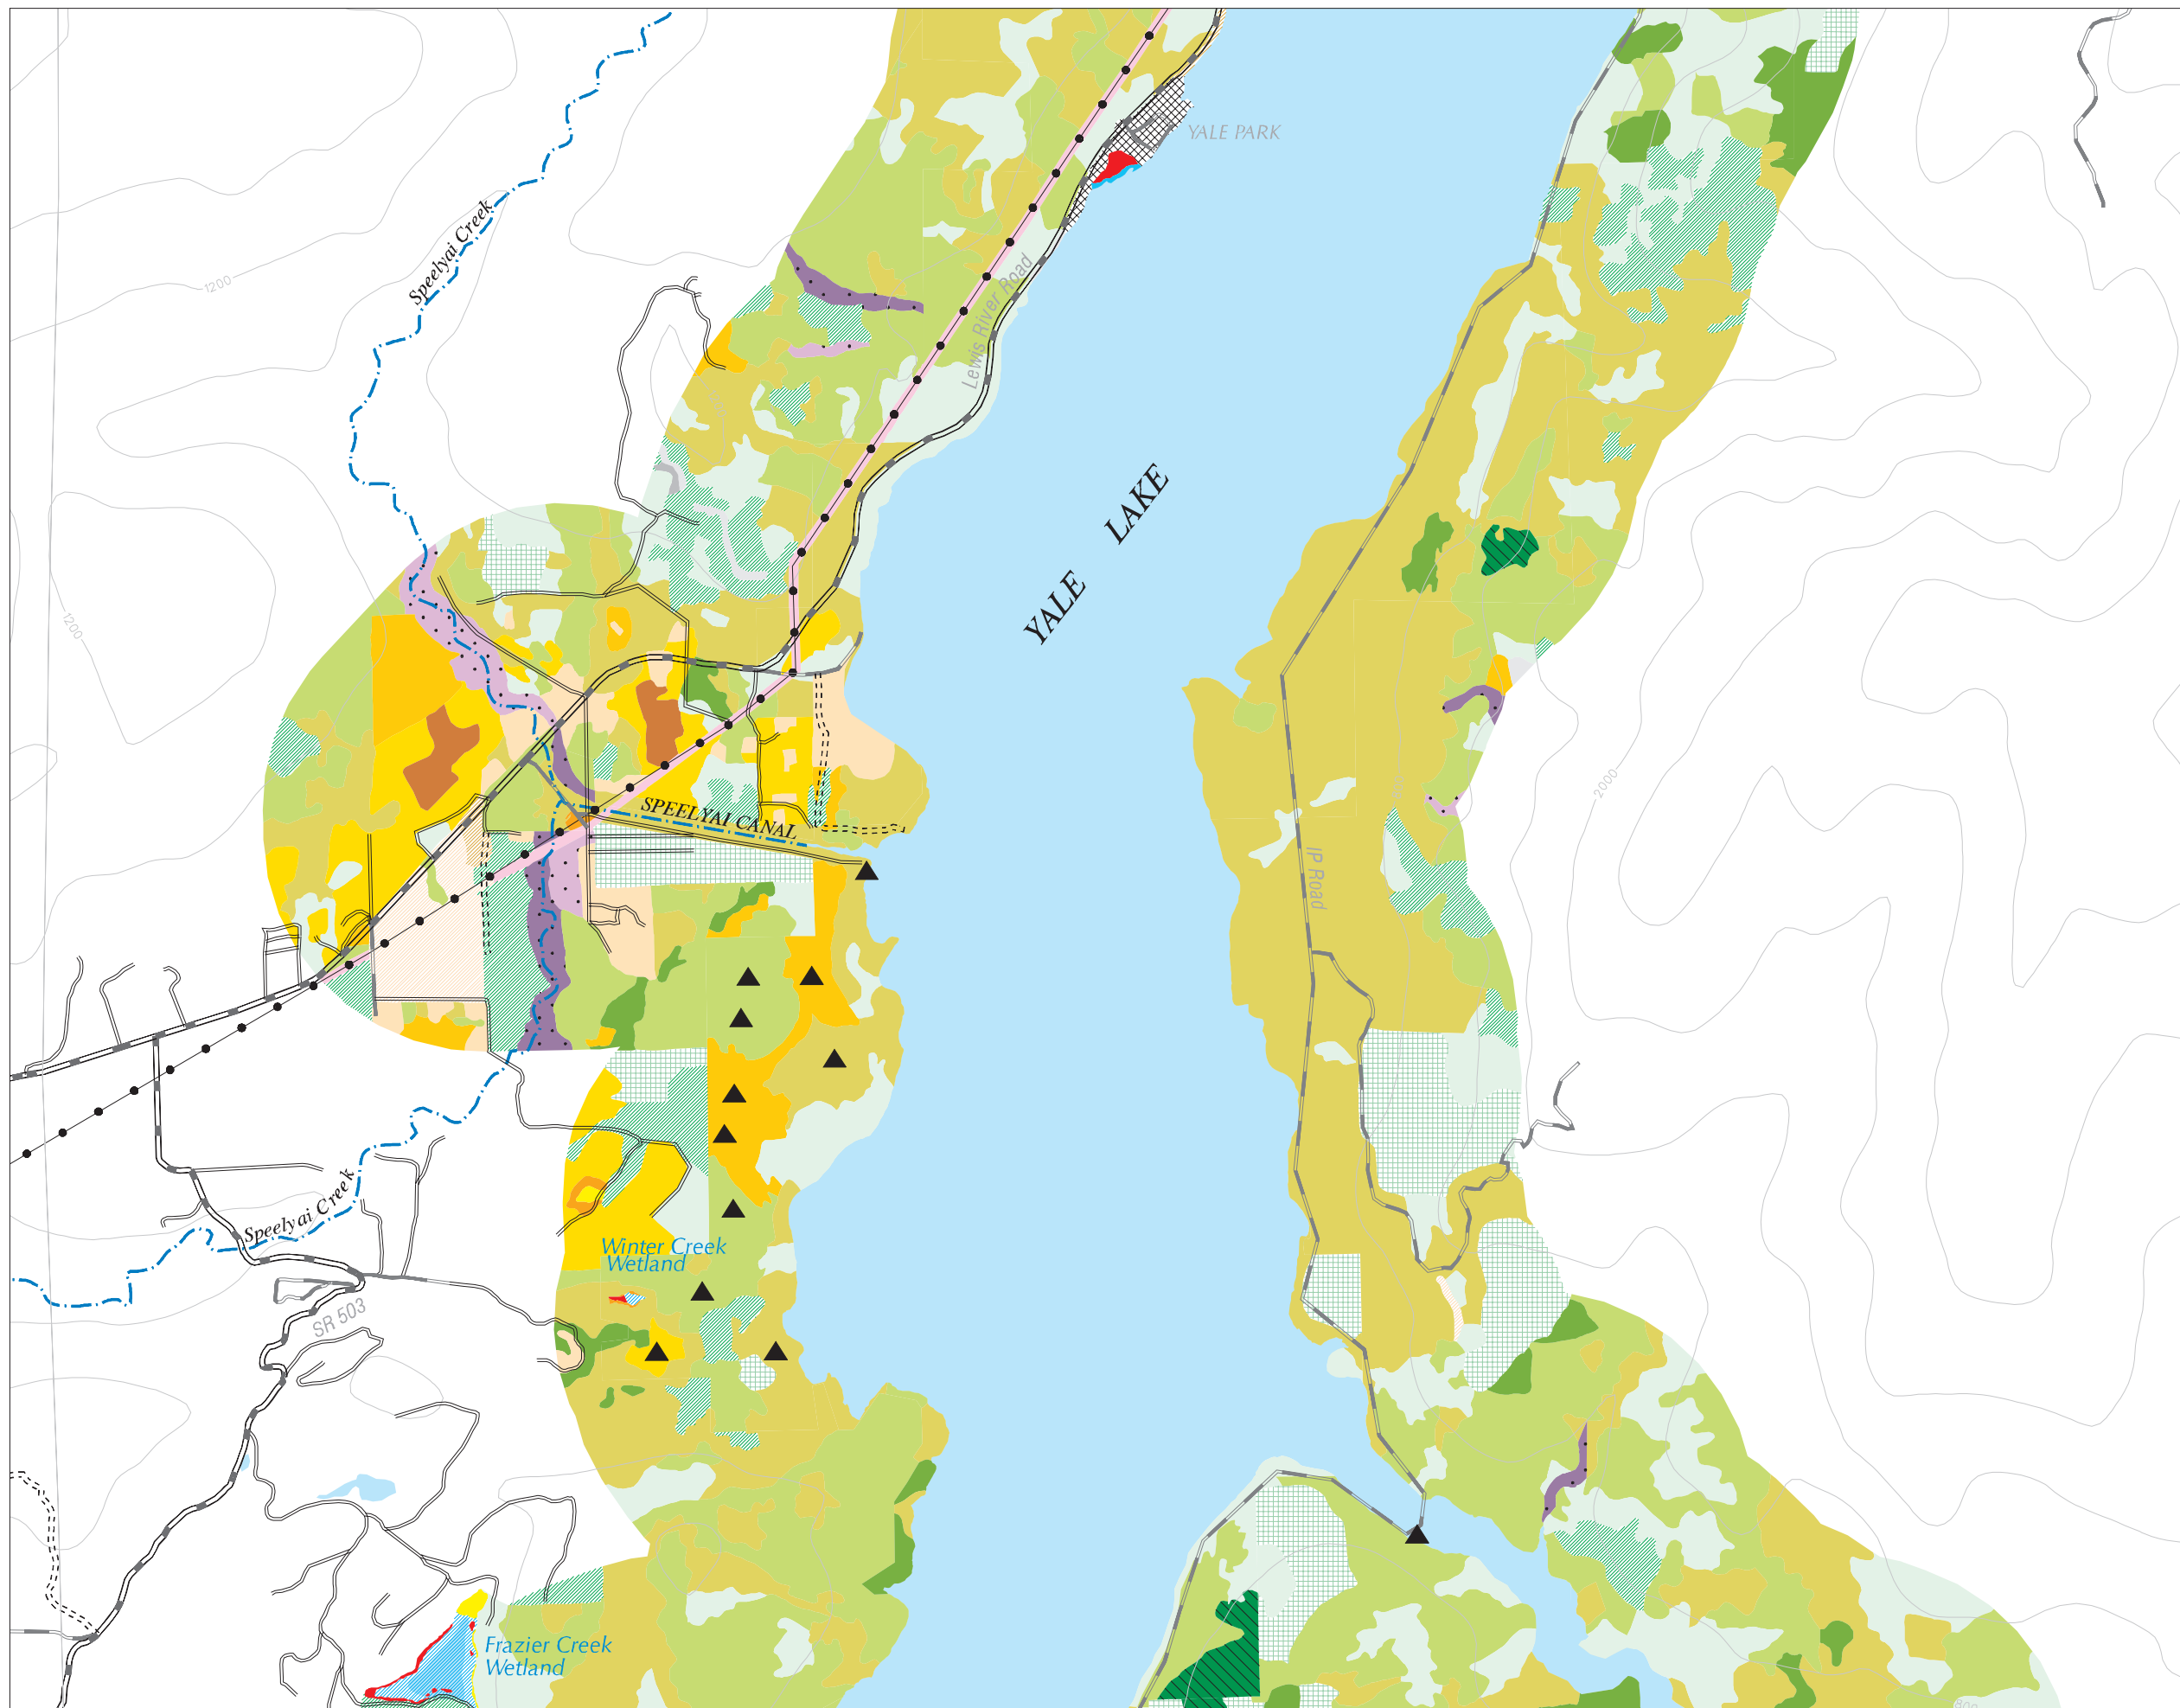 YALE PARK
Speelyai Creek
1200
Lewis River Road
YALE LAKE
1200
SPEELYAI CANAL
2000
IP Road
Speelyai Creek
Winter Creek
Wetland
SR 503
Frazier Creek
Wetland
800